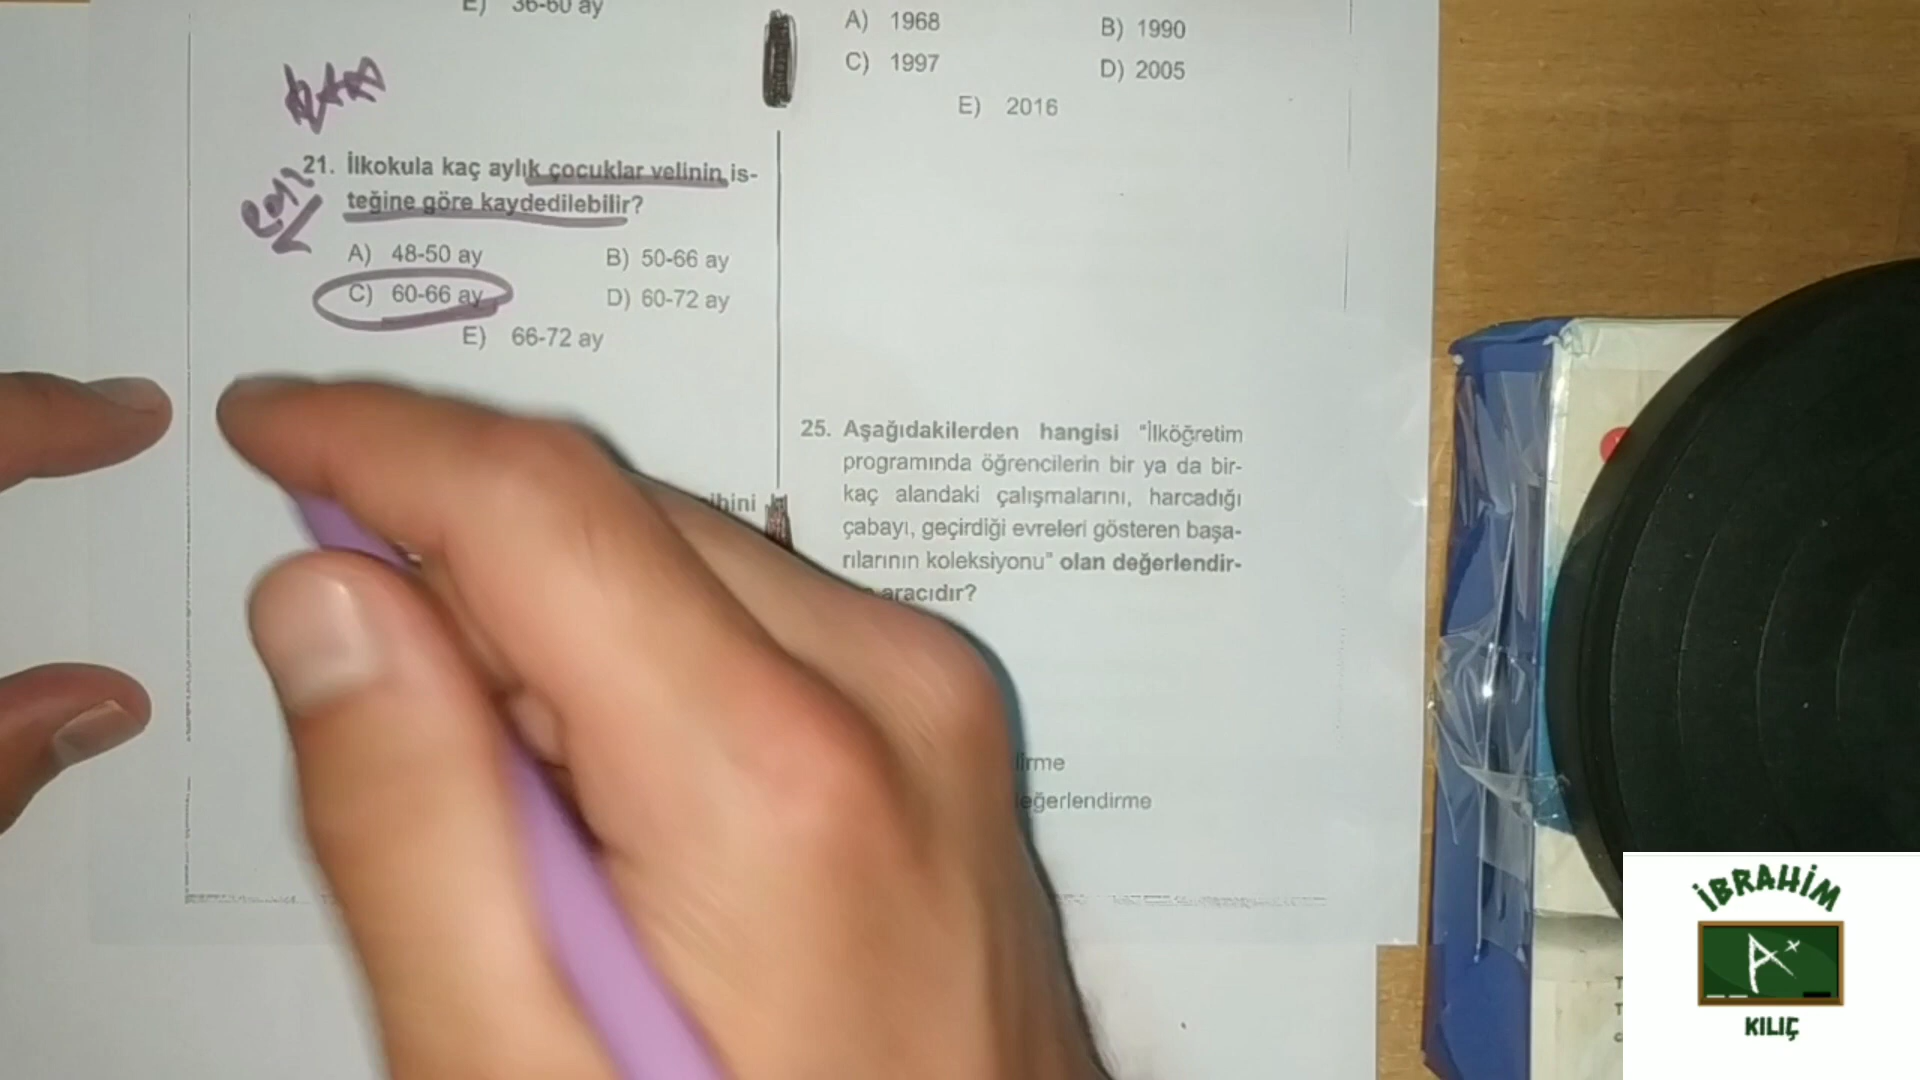 E) 36-60 ay
21. İlkokula kaç aylık çocuklar velinin is-
teğine göre kaydedilebilir?
A) 48-50 ay
B) 50-66 ay
C) 60-66 ay
D) 60-72 ay
E) 66-72 ay
A) 1968
B) 1990
C) 1997
D) 2005
E) 2016
25. Aşağıdakilerden hangisi "İlköğretim
programında öğrencilerin bir ya da bir-
kaç alandaki çalışmalarını, harcadığı
çabayı, geçirdiği evreleri gösteren başa-
rılarının koleksiyonu" olan değerlendir-
aracıdır?
İBRAHİM
A+
KILIÇ